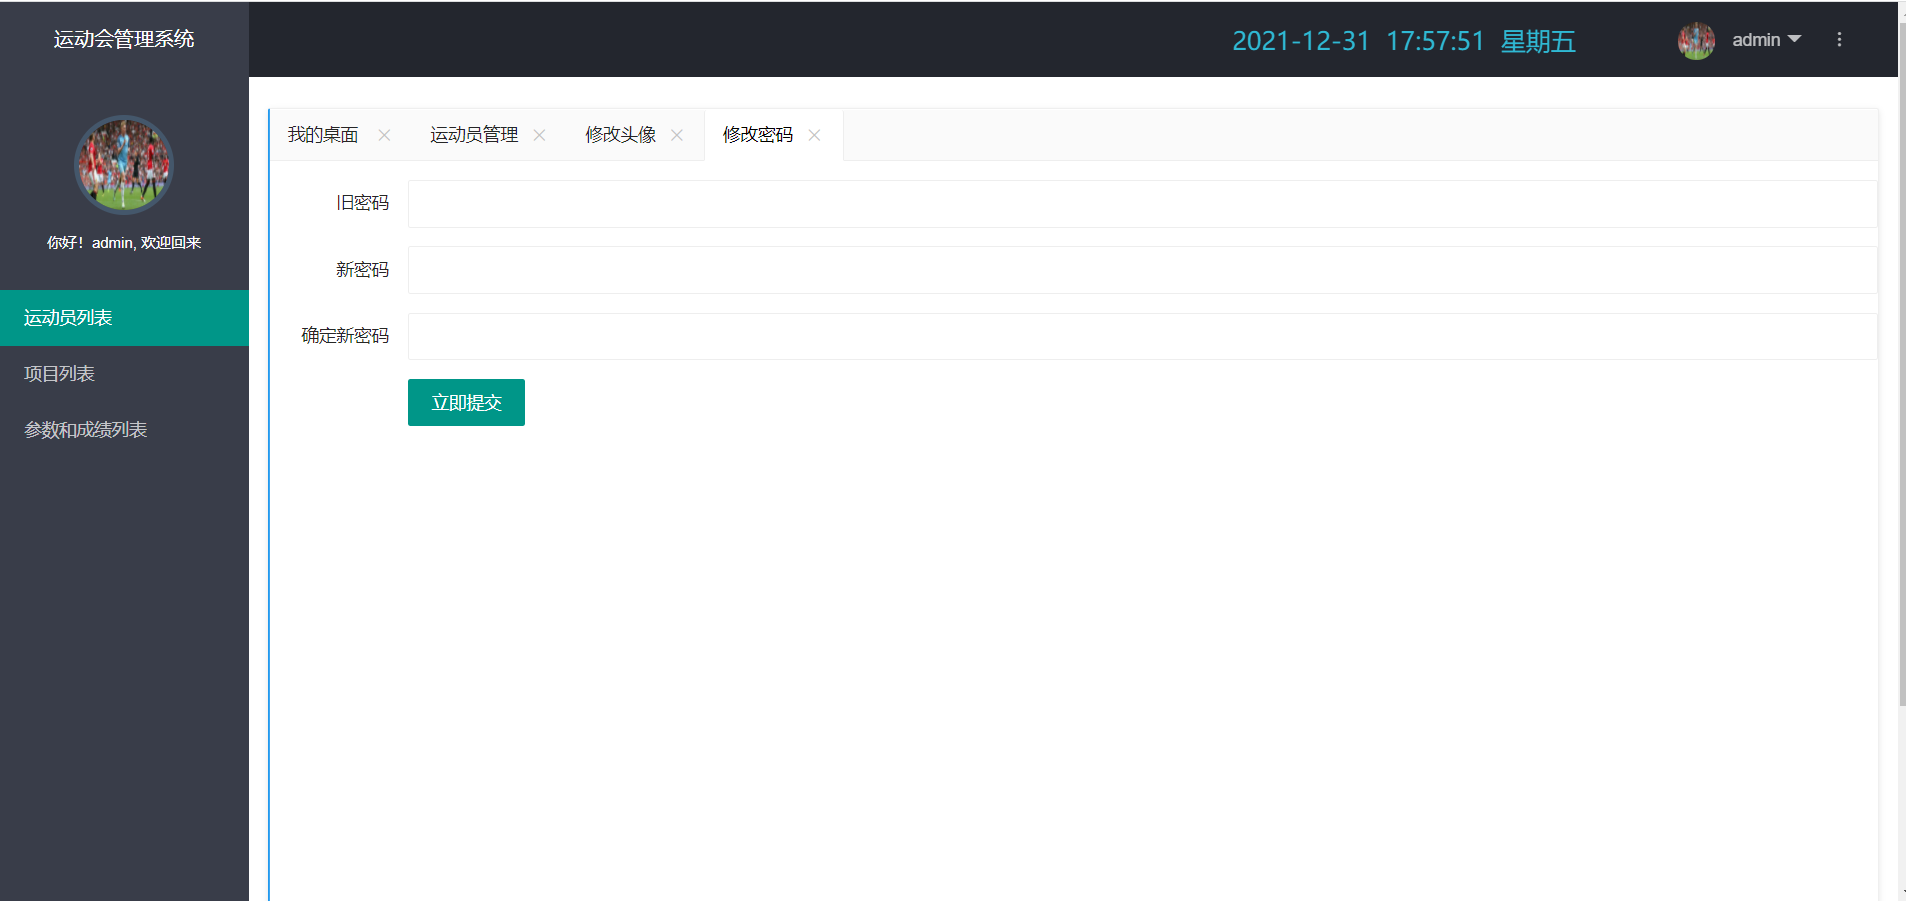 运动会管理系统
2021-12-31 17:57:51 星期五
admin
你好！admin, 欢迎回来
运动员列表
项目列表
参数和成绩列表
我的桌面 运动员管理 修改头像 修改密码
旧密码
新密码
确定新密码
立即提交